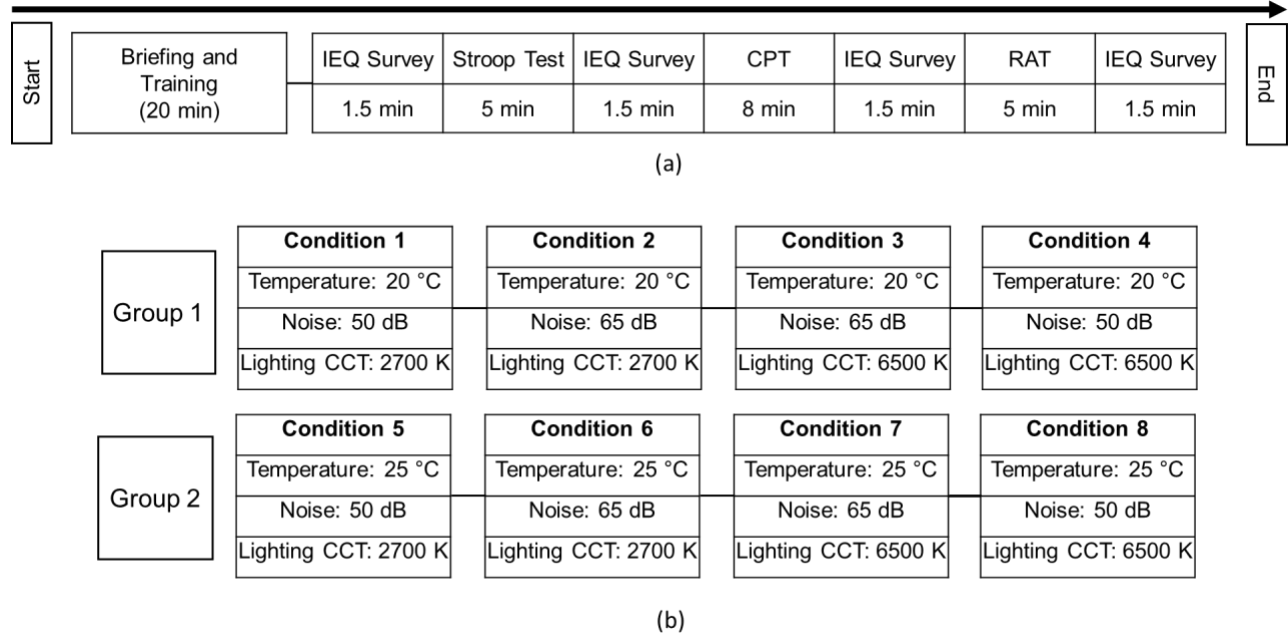 Start
Briefing and
Training
(20 min)
IEQ Survey
Stroop Test
IEQ Survey
CPT
IEQ Survey
RAT
IEQ Survey
1.5 min
5 min
1.5 min
8 min
1.5 min
5 min
1.5 min
End
(a)
Group 1
Condition 1
Temperature: 20 °C
Noise: 50 dB
Lighting CCT: 2700 K
Condition 2
Temperature: 20 °C
Noise: 65 dB
Lighting CCT: 2700 K
Condition 3
Temperature: 20 °C
Noise: 65 dB
Lighting CCT: 6500 K
Condition 4
Temperature: 20 °C
Noise: 50 dB
Lighting CCT: 6500 K
Group 2
Condition 5
Temperature: 25 °C
Noise: 50 dB
Lighting CCT: 2700 K
Condition 6
Temperature: 25 °C
Noise: 65 dB
Lighting CCT: 2700 K
Condition 7
Temperature: 25 °C
Noise: 65 dB
Lighting CCT: 6500 K
Condition 8
Temperature: 25 °C
Noise: 50 dB
Lighting CCT: 6500 K
(b)